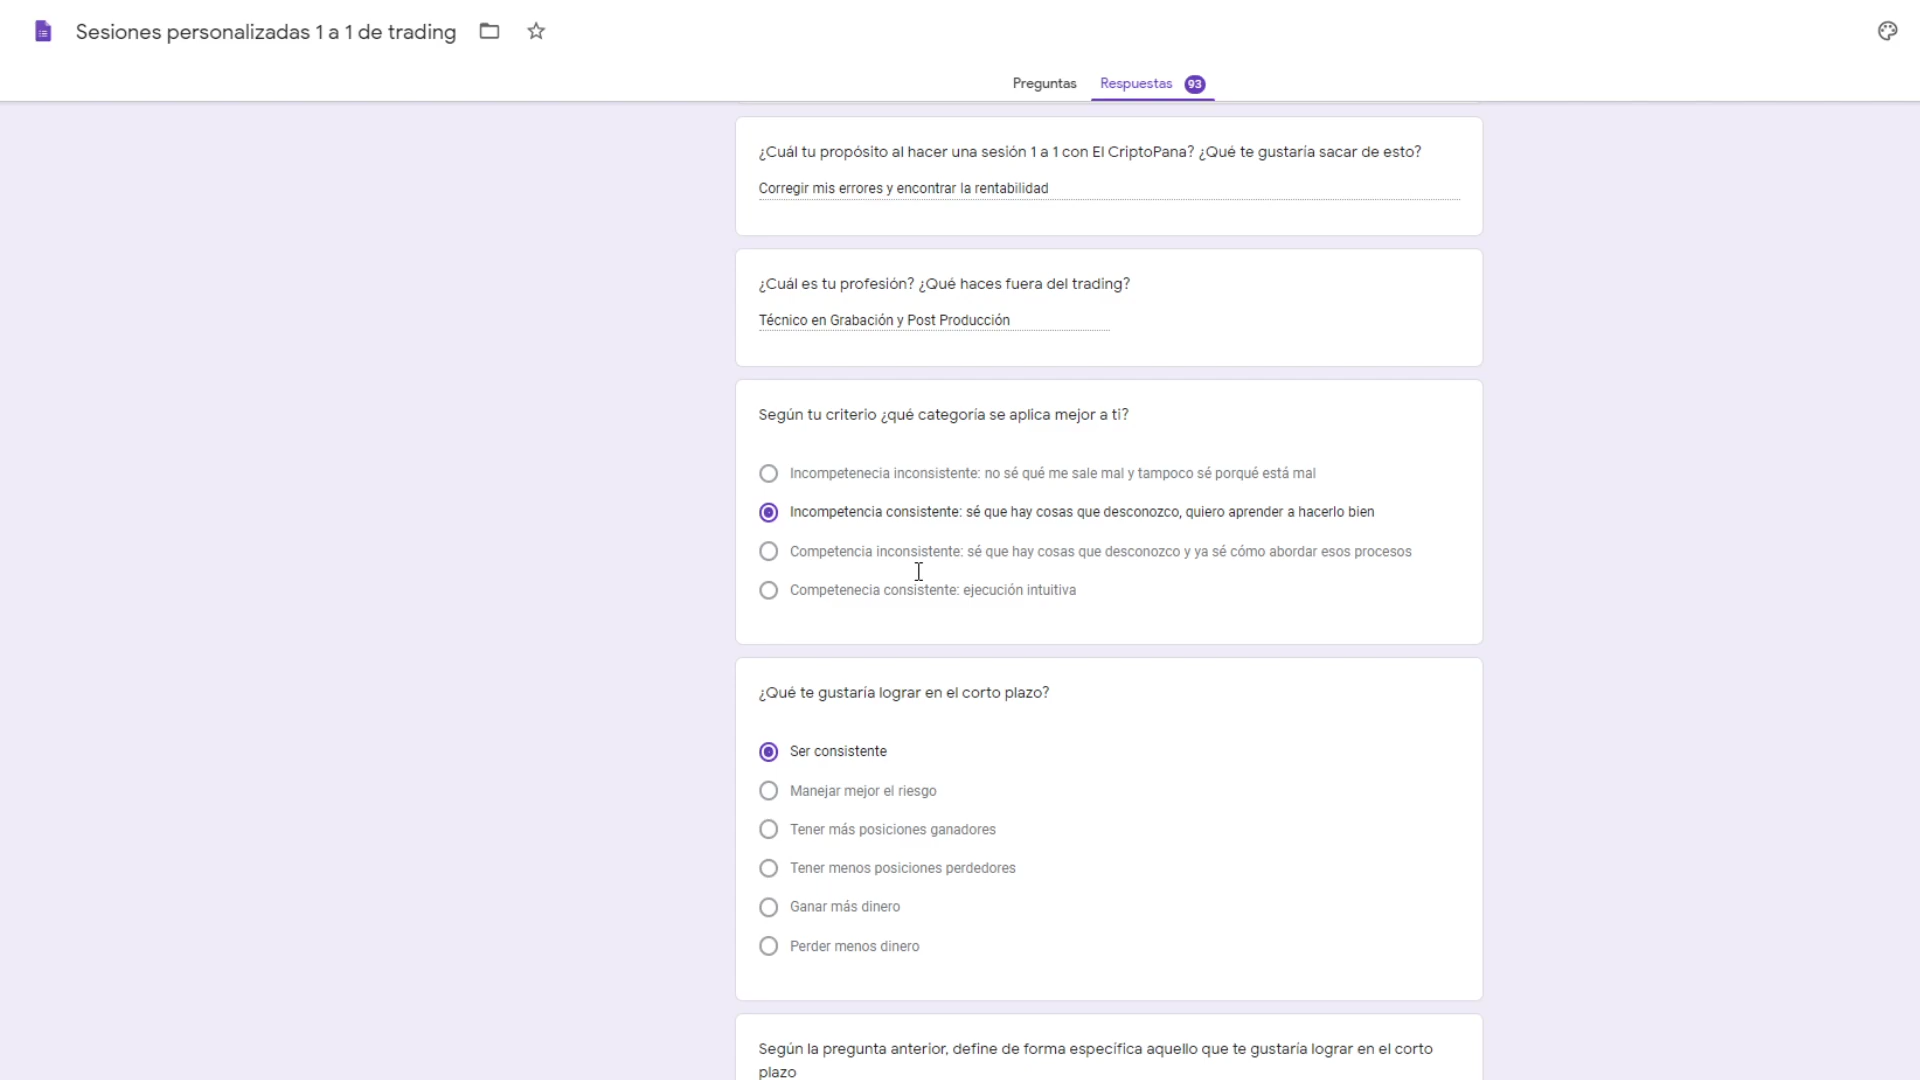 Sesiones personalizadas 1 a 1 de trading
Preguntas
Respuestas 93
¿Cuál tu propósito al hacer una sesión 1 a 1 con El CriptoPana? ¿Qué te gustaría sacar de esto?
Corregir mis errores y encontrar la rentabilidad
¿Cuál es tu profesión? ¿Qué haces fuera del trading?
Técnico en Grabación y Post Producción
Según tu criterio ¿qué categoría se aplica mejor a ti?
Incompetenecia inconsistente: no sé qué me sale mal y tampoco sé porqué está mal
Incompetencia consistente: sé que hay cosas que desconozco, quiero aprender a hacerlo bien
Competencia inconsistente: sé que hay cosas que desconozco y ya sé cómo abordar esos procesos
Competenecia consistente: ejecución intuitiva
¿Qué te gustaría lograr en el corto plazo?
Ser consistente
Manejar mejor el riesgo
Tener más posiciones ganadores
Tener menos posiciones perdedores
Ganar más dinero
Perder menos dinero
Según la pregunta anterior, define de forma específica aquello que te gustaría lograr en el corto
plazo